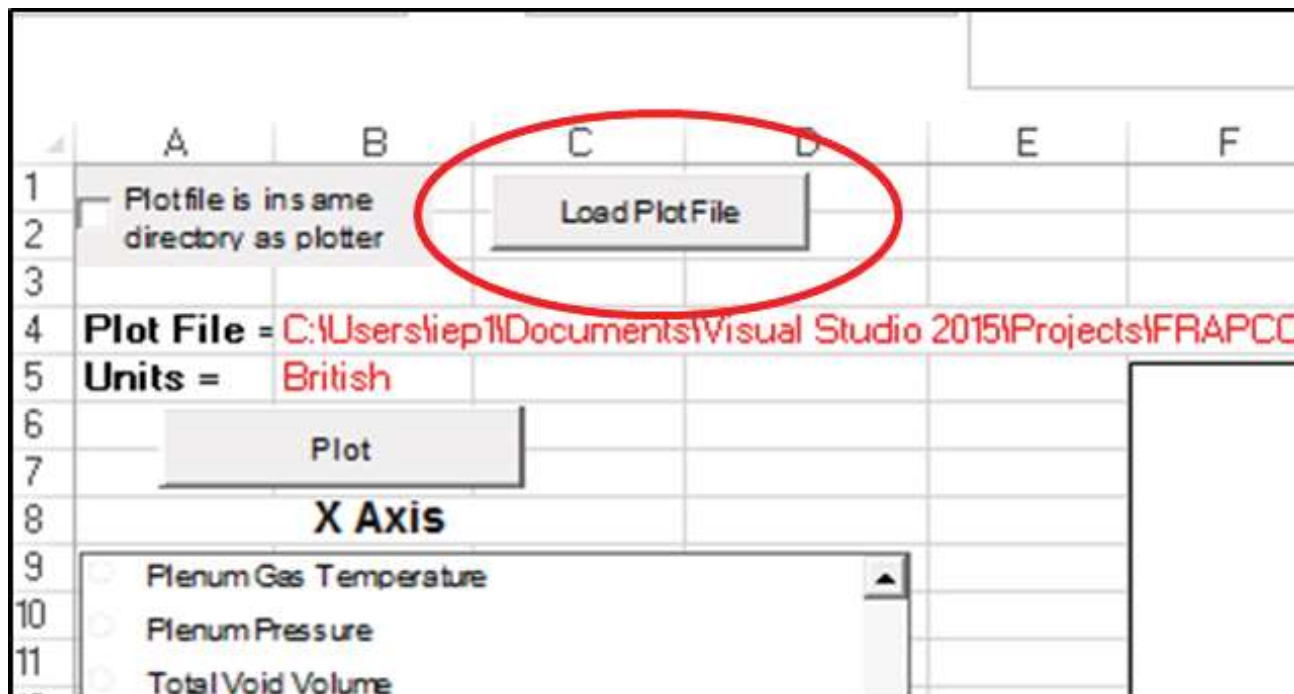 A B C D E F
1 Plotfile is in same Load Plot File
2 directory as plotter
3
4 Plot File = C:\Users\iep1\Documents\Visual Studio 2015\Projects\FRAPCO
5 Units = British
6
Plot
7
8 X Axis
9 Plenum Gas Temperature
10 Plenum Pressure
11
Total Void Volume